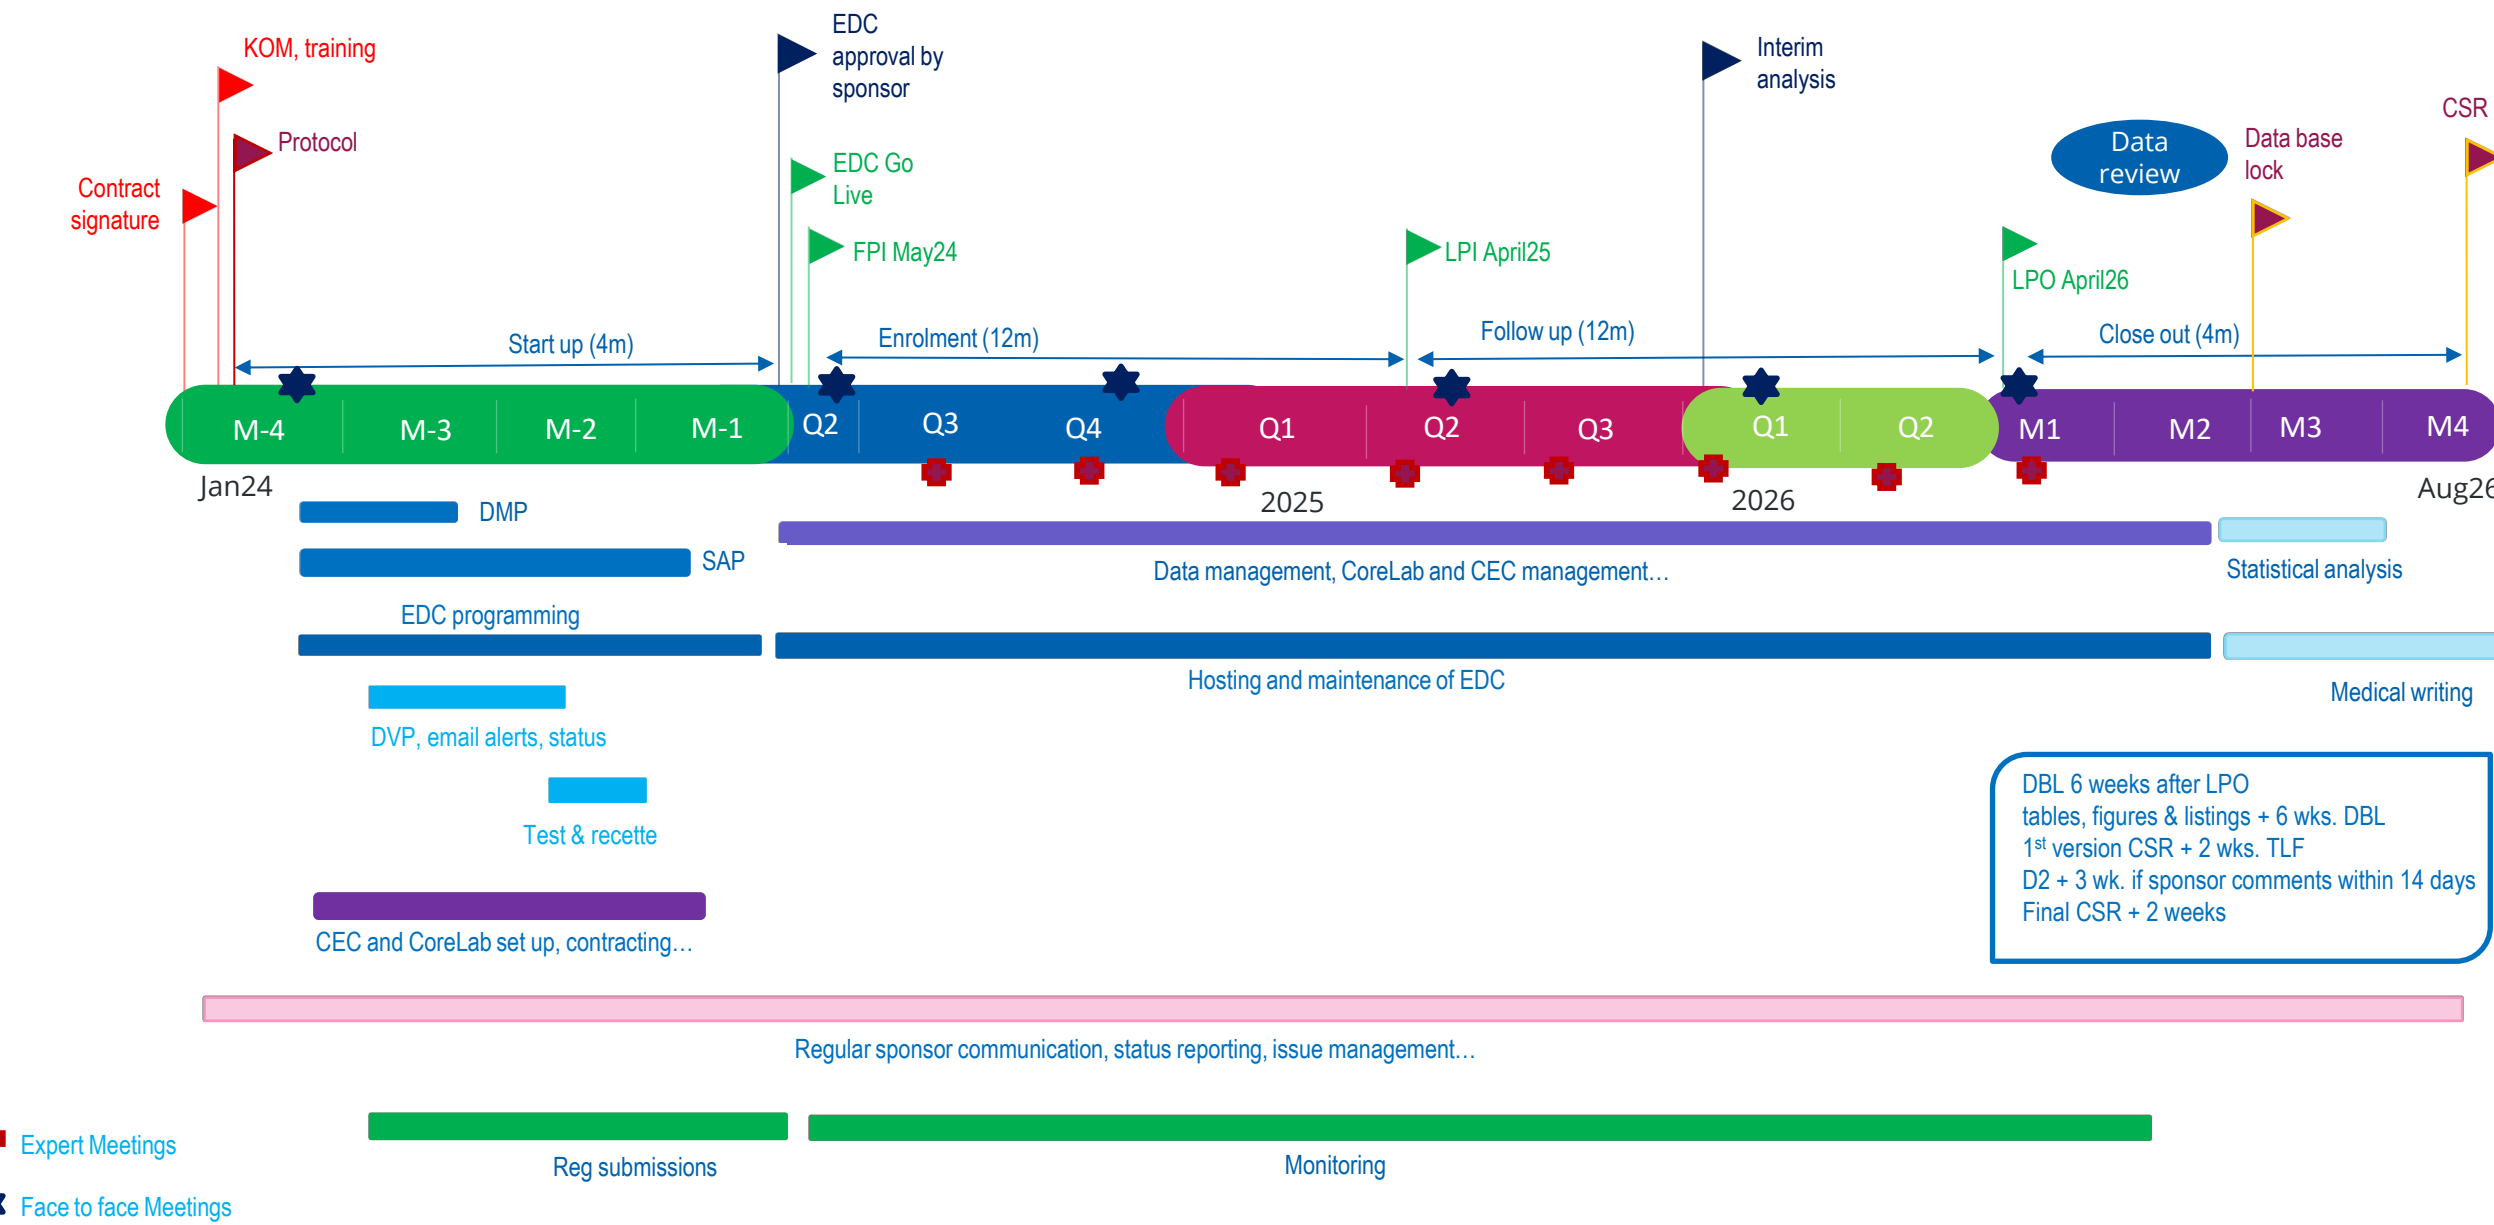 EDC
approval by
sponsor
Interim
analysis
KOM, training
CSR
Protocol
Data
review
Data base
lock
EDC Go
Live
Contract
signature
FPI May24
LPI April25
LPO April26
Start up (4m)
Enrolment (12m)
Follow up (12m)
Close out (4m)
M-4 M-3 M-2 M-1 Q2 Q3 Q4 Q1 Q2 Q3 Q1 Q2 M1 M2 M3 M4
Jan24
2025
2026
Aug26
DMP
SAP
Data management, CoreLab and CEC management…
Statistical analysis
EDC programming
Hosting and maintenance of EDC
Medical writing
DVP, email alerts, status
Test & recette
DBL 6 weeks after LPO
tables, figures & listings + 6 wks. DBL
1st version CSR + 2 wks. TLF
D2 + 3 wk. if sponsor comments within 14 days
Final CSR + 2 weeks
CEC and CoreLab set up, contracting…
Regular sponsor communication, status reporting, issue management…
Expert Meetings
Reg submissions
Monitoring
Face to face Meetings